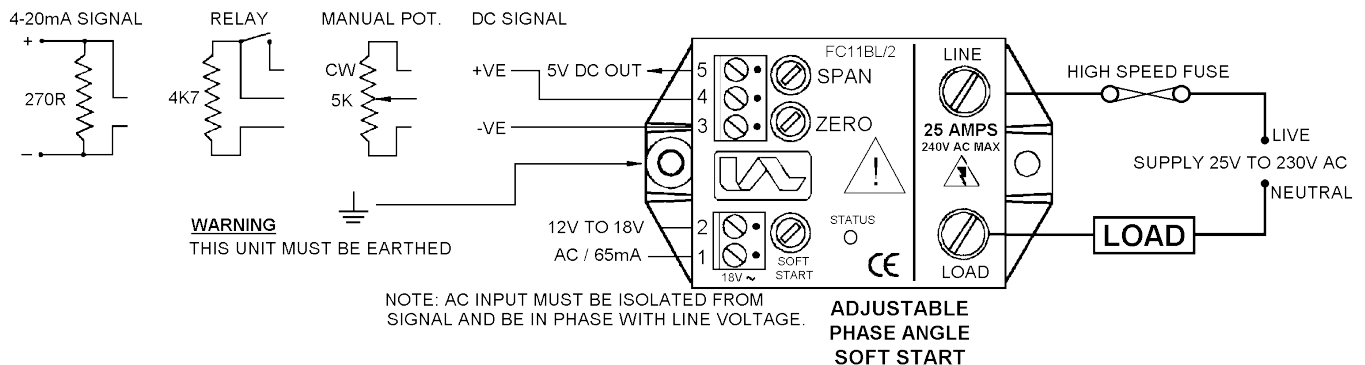 4-20mA SIGNAL
RELAY
MANUAL POT.
DC SIGNAL
+
270R
–
4K7
CW
5K
+VE
-VE
5V DC OUT
5
4
3
FC11BL/2
SPAN
ZERO
LINE
25 AMPS
240V AC MAX
!
HIGH SPEED FUSE
LIVE
SUPPLY 25V TO 230V AC
NEUTRAL
LOAD
WARNING
THIS UNIT MUST BE EARTHED
12V TO 18V
AC / 65mA
2
1
18V ~
SOFT
START
STATUS
CE
LOAD
NOTE: AC INPUT MUST BE ISOLATED FROM
SIGNAL AND BE IN PHASE WITH LINE VOLTAGE.
ADJUSTABLE
PHASE ANGLE
SOFT START